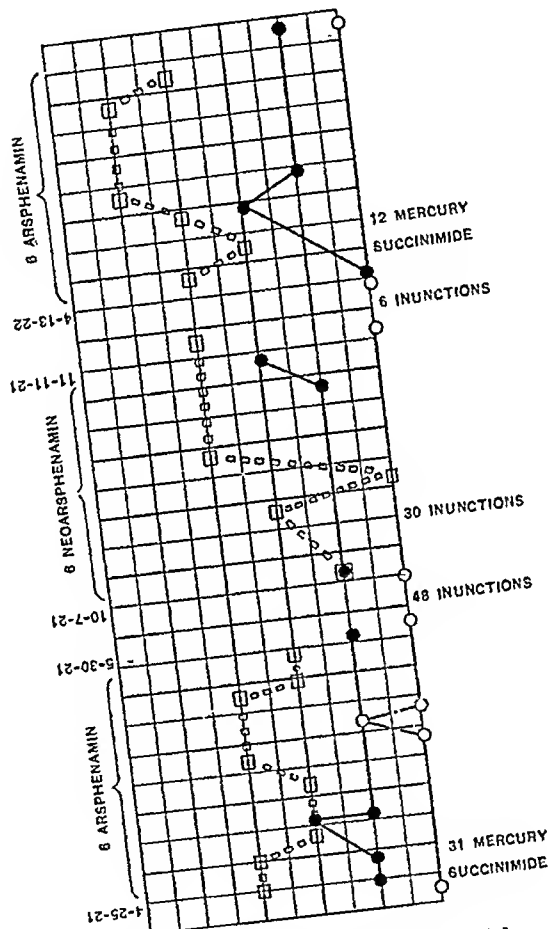 6 ARSPHENAMIN
12 MERCURY
SUCCINIMIDE
6 INUNCTIONS
4-13-22
11-11-21
6 NEOARSPHENAMIN
30 INUNCTIONS
10-7-21
48 INUNCTIONS
5-30-21
6 ARSPHENAMIN
31 MERCURY
SUCCINIMIDE
4-25-21